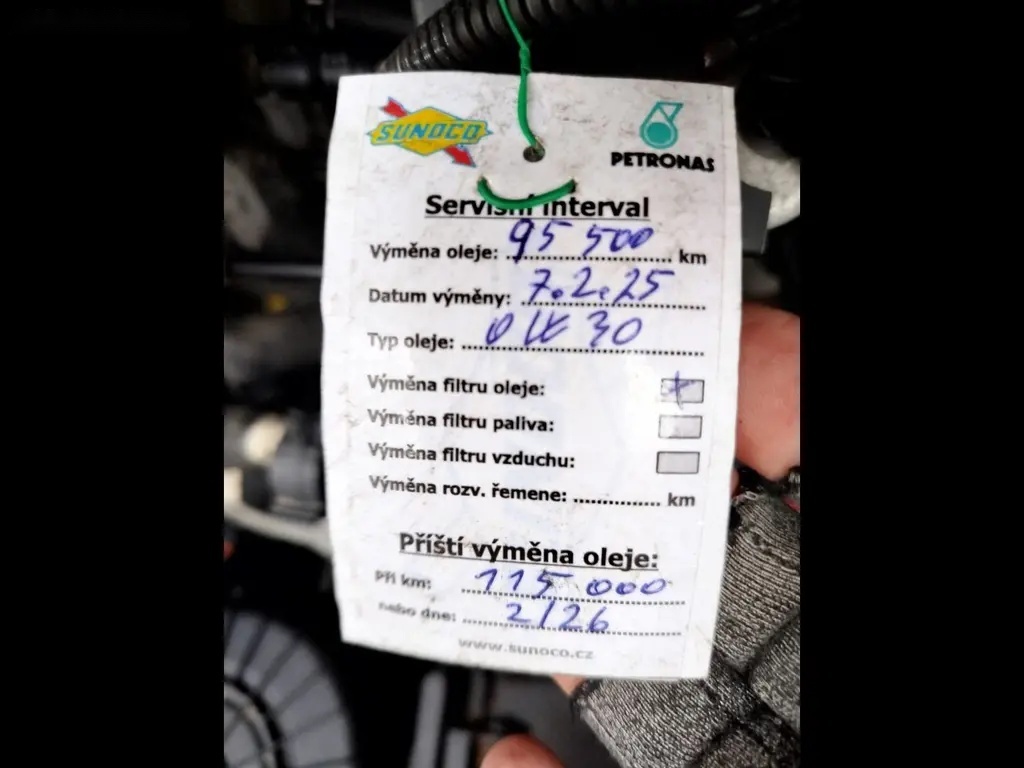 SUNOCO
PETRONAS
Servisní interval
Výměna oleje: 95 500 km
Datum výměny: 7.2.25
Typ oleje: 0W30
Výměna filtru oleje: x
Výměna filtru paliva:
Výměna filtru vzduchu:
Výměna rozv. řemene: ............... km
Příští výměna oleje:
Při km: 115 000
nebo dne: 2/26
www.sunoco.cz